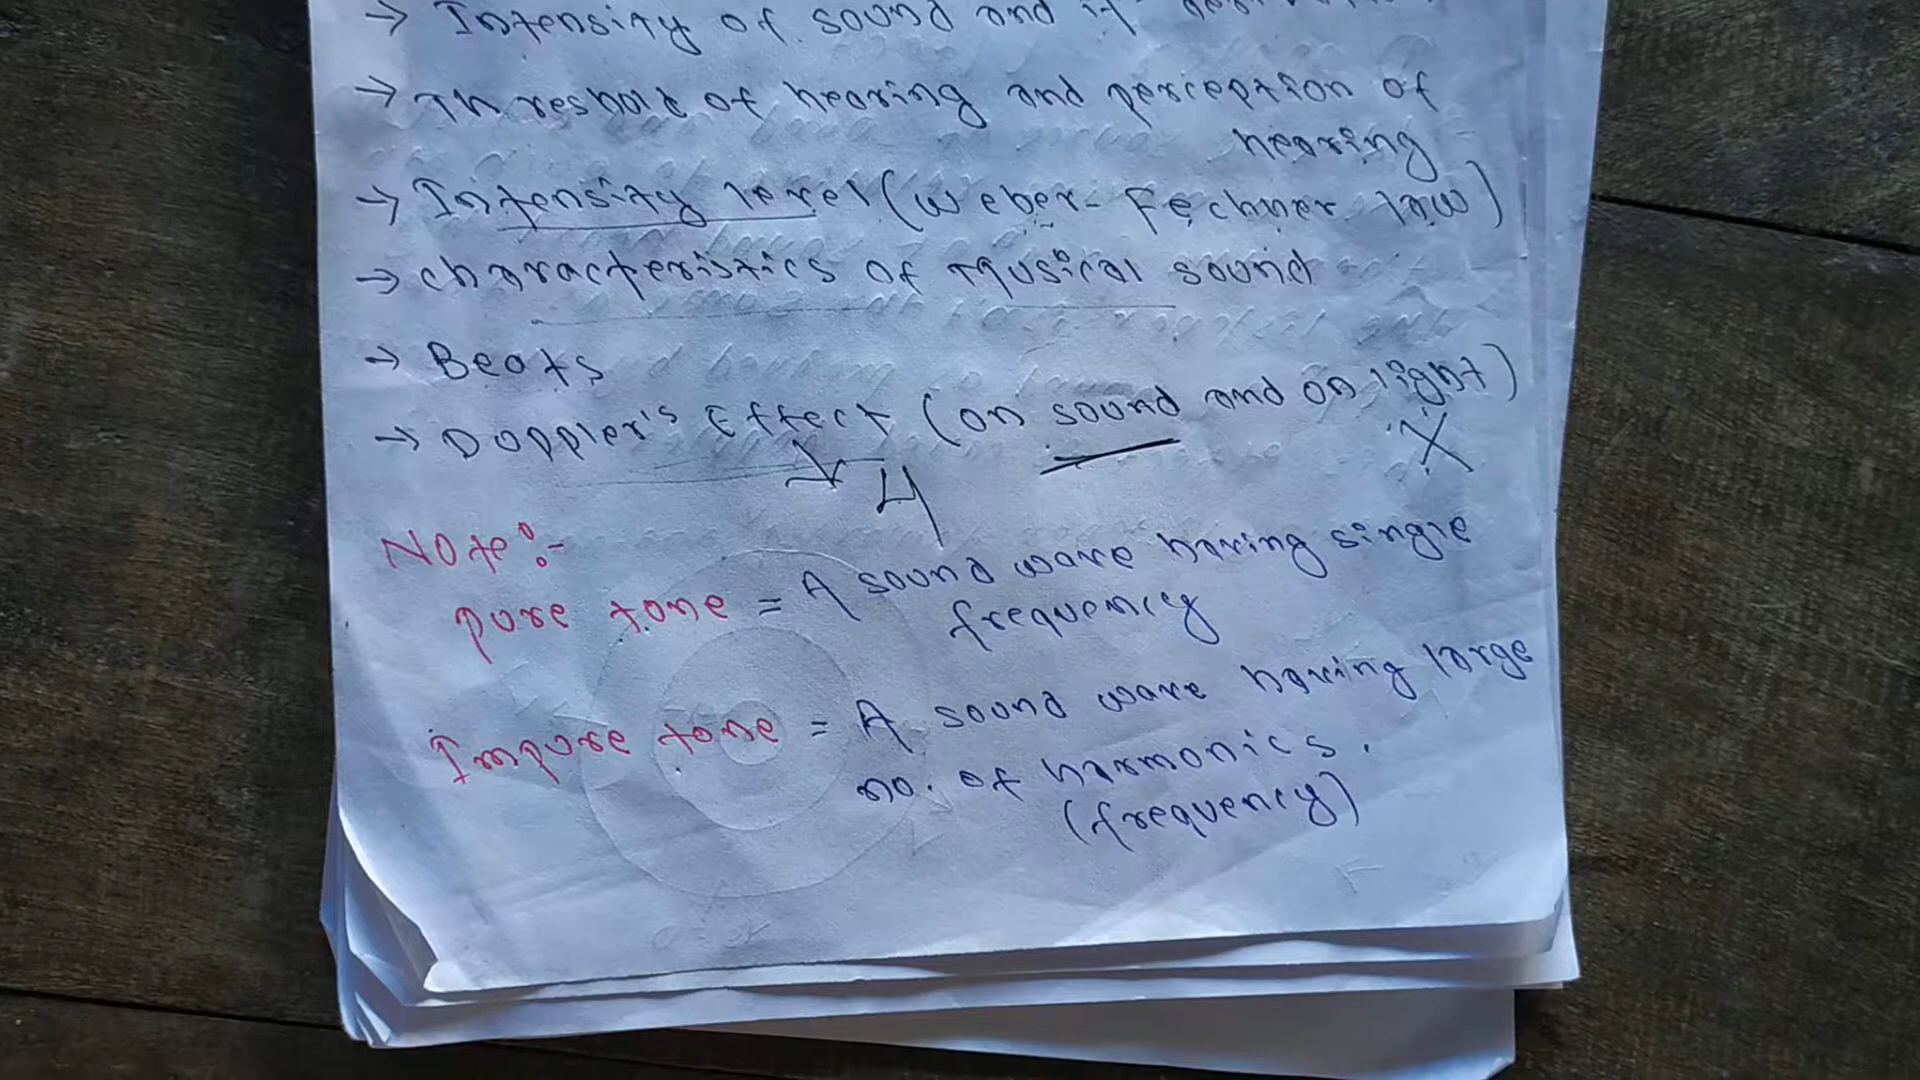 → Intensity of sound and it
→ Threshold of hearing and perception of
hearing
→ Intensity level (Weber-Fechner law)
→ characteristics of Musical sound
→ Beats
→ Doppler's Effect (on sound and on light)
↳ 4 X
Note:-
pure tone = A sound wave having single
frequency
Impure tone = A sound wave having large
no. of harmonics.
(frequency)